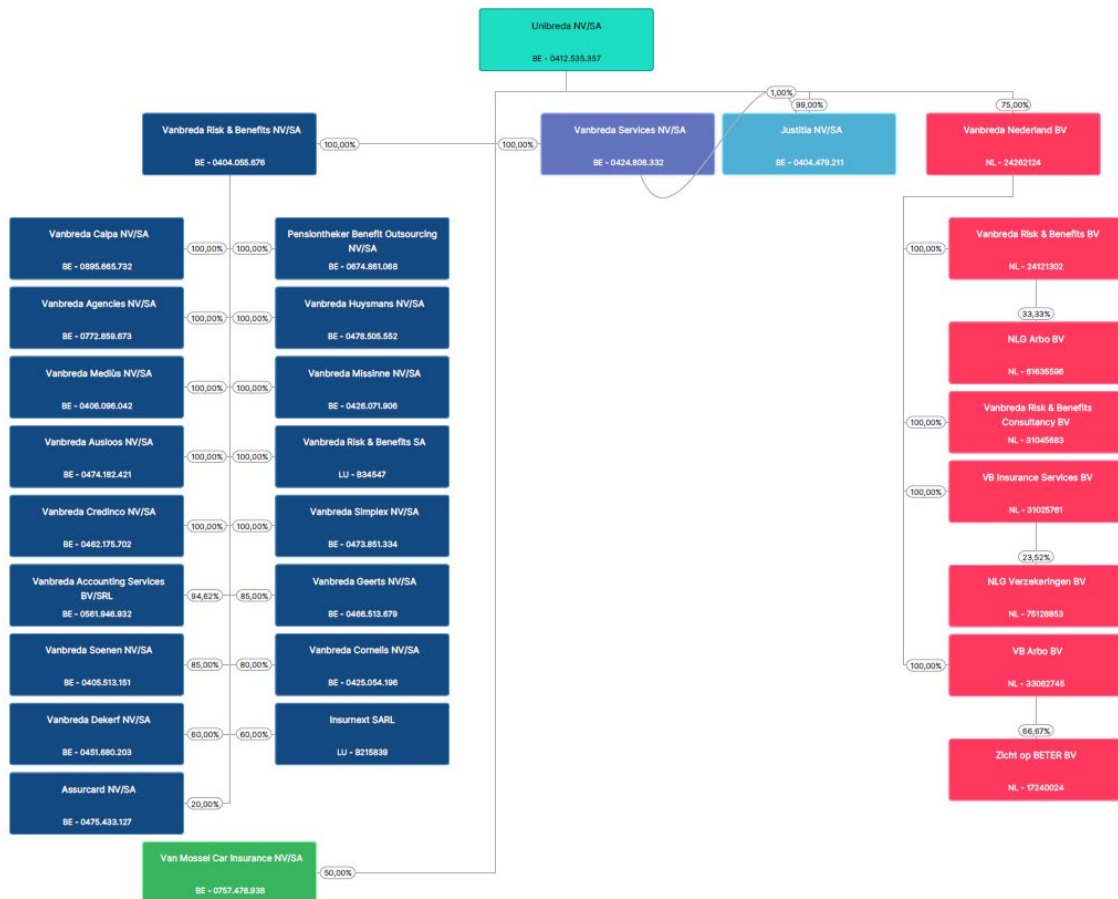 Unibreda NV/SA
BE - 0412.535.357
1,00%
99,00%
75,00%
Vanbreda Risk & Benefits NV/SA
BE - 0404.055.676
100,00%
100,00%
Vanbreda Services NV/SA
BE - 0424.808.332
Justitia NV/SA
BE - 0404.479.211
Vanbreda Nederland BV
NL - 24262124
Vanbreda Calpa NV/SA
BE - 0895.665.732
100,00%
100,00%
Pensiontheker Benefit Outsourcing
NV/SA
BE - 0674.861.068
Vanbreda Agencies NV/SA
BE - 0772.859.673
100,00%
100,00%
Vanbreda Huysmans NV/SA
BE - 0478.505.552
Vanbreda Mediùs NV/SA
BE - 0406.096.042
100,00%
100,00%
Vanbreda Missinne NV/SA
BE - 0426.071.906
Vanbreda Ausloos NV/SA
BE - 0474.182.421
100,00%
100,00%
Vanbreda Risk & Benefits SA
LU - B34547
Vanbreda Credinco NV/SA
BE - 0462.175.702
100,00%
100,00%
Vanbreda Simplex NV/SA
BE - 0473.851.334
Vanbreda Accounting Services
BV/SRL
BE - 0561.946.932
94,62%
85,00%
Vanbreda Geerts NV/SA
BE - 0466.513.679
Vanbreda Soenen NV/SA
BE - 0405.513.151
85,00%
80,00%
Vanbreda Cornelis NV/SA
BE - 0425.054.196
Vanbreda Dekerf NV/SA
BE - 0451.680.203
60,00%
60,00%
Insurnext SARL
LU - B215839
Assurcard NV/SA
BE - 0475.433.127
20,00%
Van Mossel Car Insurance NV/SA
BE - 0757.478.938
50,00%
100,00%
Vanbreda Risk & Benefits BV
NL - 24121302
33,33%
NLG Arbo BV
NL - 61635596
100,00%
Vanbreda Risk & Benefits
Consultancy BV
NL - 31045683
100,00%
VB Insurance Services BV
NL - 31025761
23,52%
NLG Verzekeringen BV
NL - 75128853
100,00%
VB Arbo BV
NL - 33062745
66,67%
Zicht op BETER BV
NL - 17240024